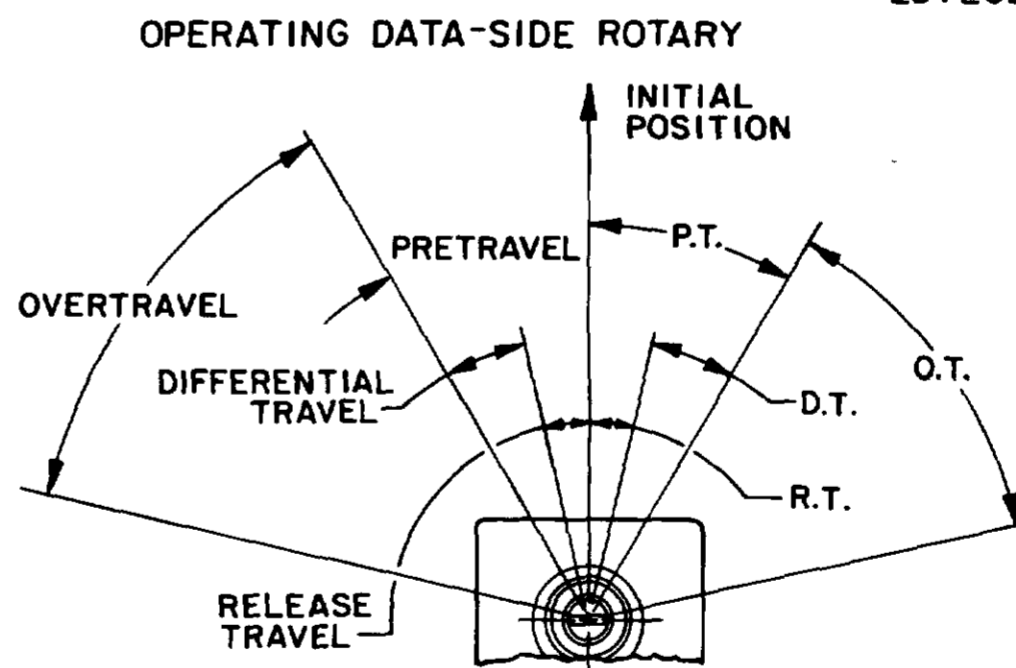 OPERATING DATA-SIDE ROTARY
INITIAL
POSITION
PRETRAVEL
P.T.
OVERTRAVEL
DIFFERENTIAL
TRAVEL
O.T.
D.T.
R.T.
RELEASE
TRAVEL